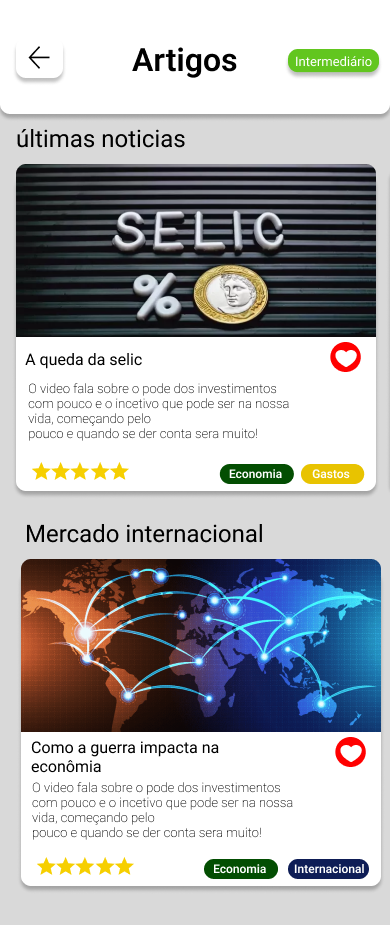 Artigos
Intermediário
últimas noticias
SELIC
%
A queda da selic
O video fala sobre o pode dos investimentos
com pouco e o incetivo que pode ser na nossa
vida, começando pelo
pouco e quando se der conta sera muito!
Economia
Gastos
Mercado internacional
Como a guerra impacta na
econômia
O video fala sobre o pode dos investimentos
com pouco e o incetivo que pode ser na nossa
vida, começando pelo
pouco e quando se der conta sera muito!
Economia
Internacional